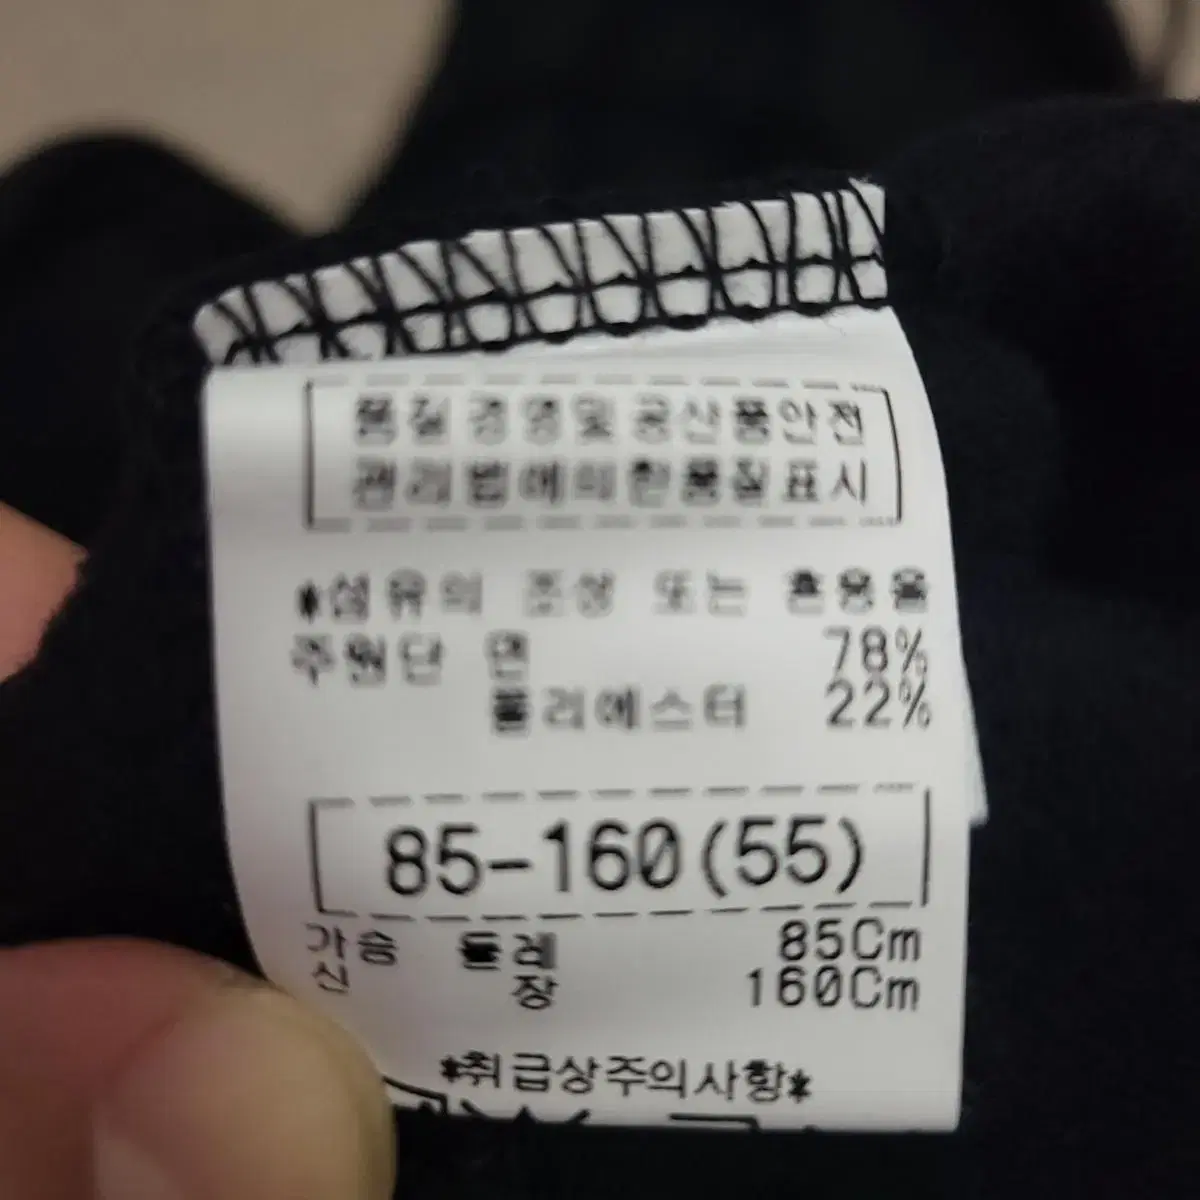 품질경영및공산품안전
관리법에의한품질표시
*섬유의 조성 또는 혼용율
주원단 면 78%
폴리에스터 22%
85-160(55)
가슴 둘레 85Cm
신 장 160Cm
*취급상주의사항*